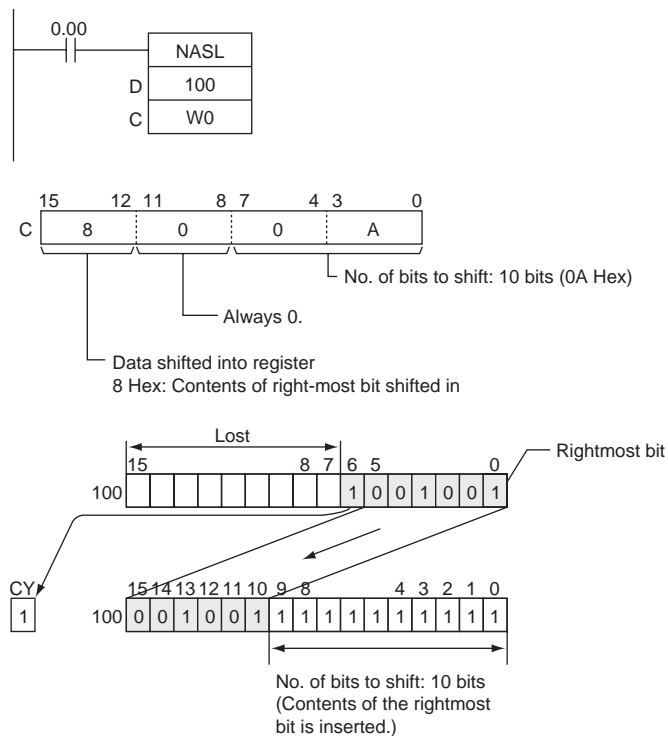 0.00
NASL
D 100
C W0
15 12 11 8 7 4 3 0
C 8 0 0 A
No. of bits to shift: 10 bits (0A Hex)
Always 0.
Data shifted into register
8 Hex: Contents of right-most bit shifted in
Lost
15 8 7 6 5 0
Rightmost bit
100 1 0 0 1 0 0 1
CY 15 14 13 12 11 10 9 8 4 3 2 1 0
1 100 0 0 1 0 0 1 1 1 1 1 1 1 1 1 1 1
No. of bits to shift: 10 bits
(Contents of the rightmost
bit is inserted.)